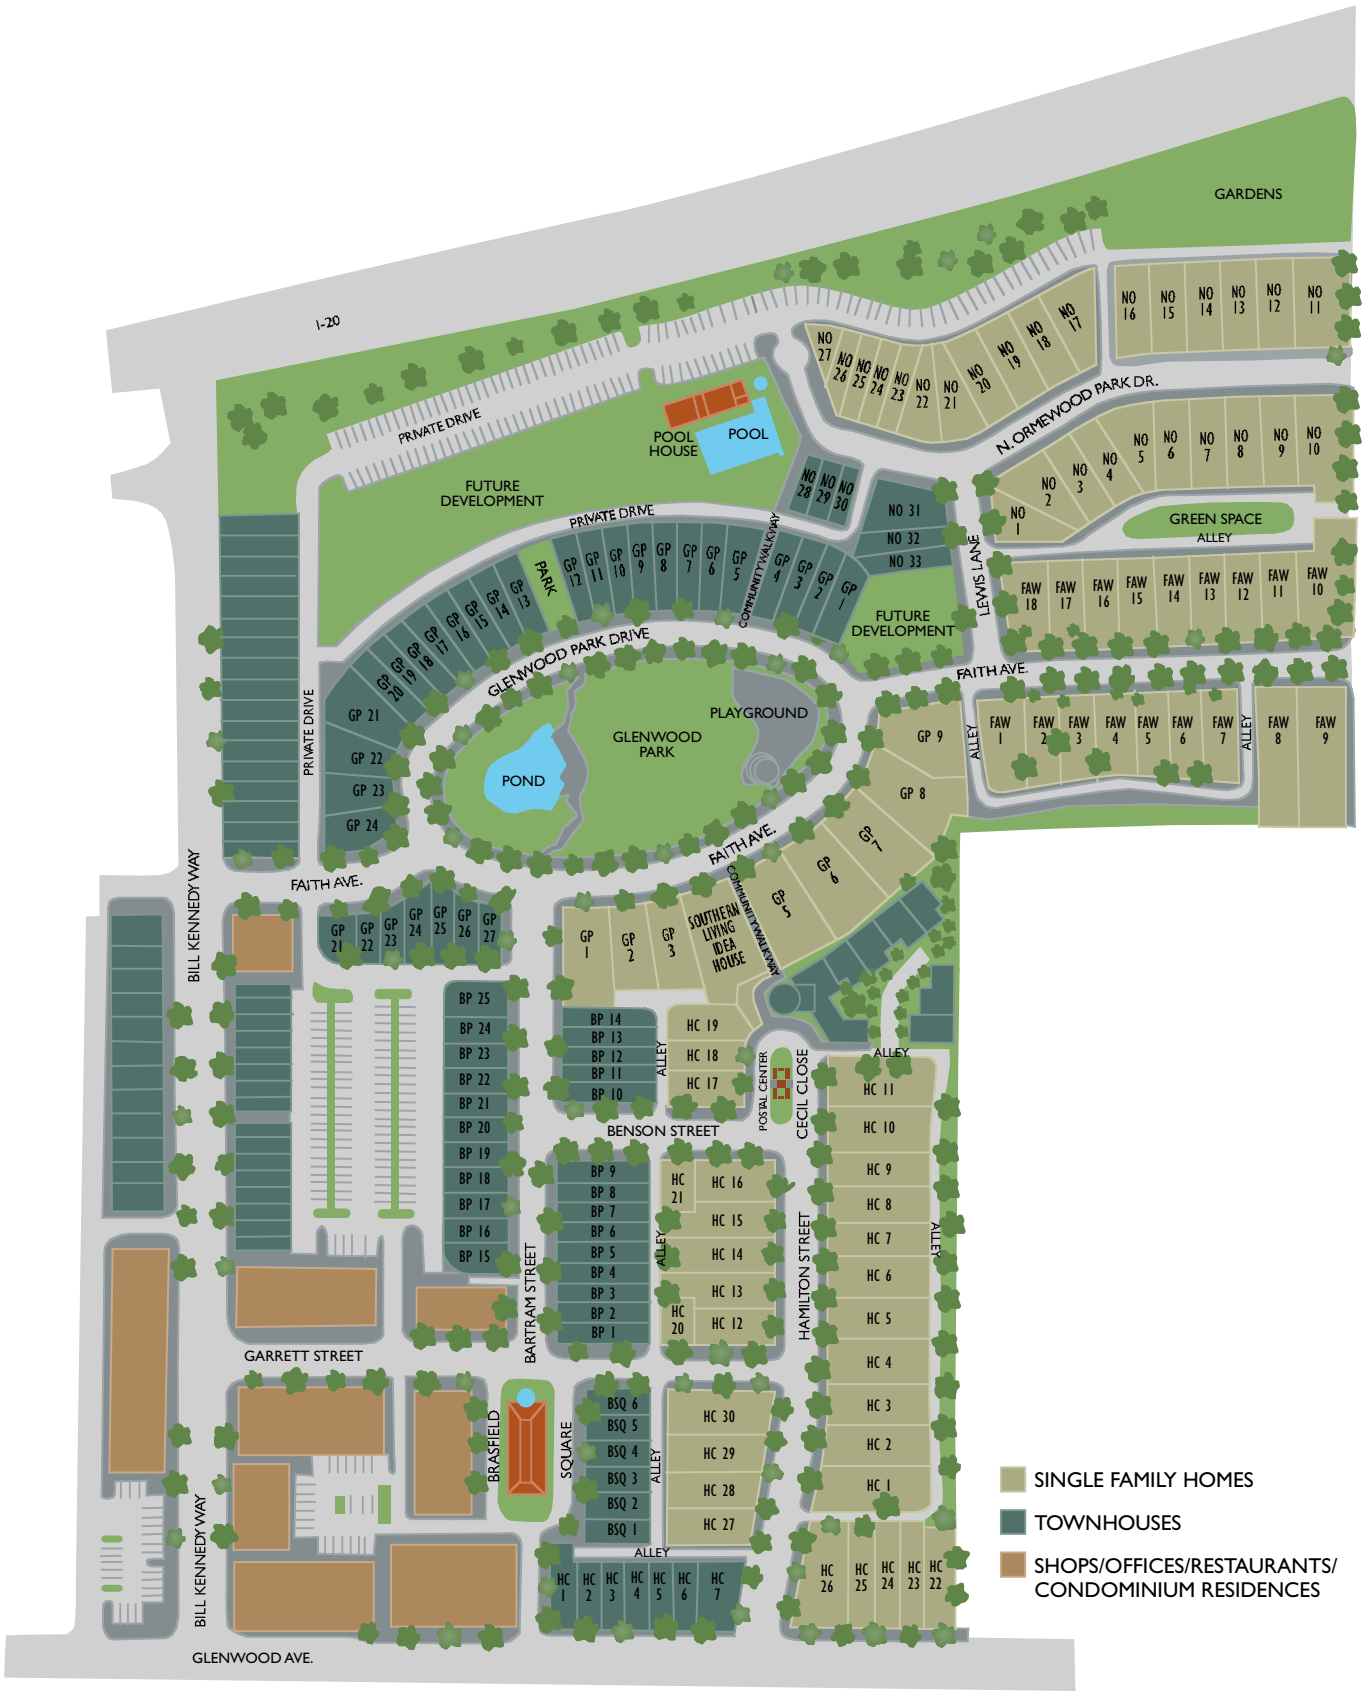 GARDENS
I-20
NO 16
NO 15
NO 14
NO 13
NO 12
NO 11
NO 17
NO 18
NO 19
NO 20
NO 21
NO 22
NO 23
NO 24
NO 25
NO 26
NO 27
N. ORMEWOOD PARK DR.
PRIVATE DRIVE
POOL
HOUSE
POOL
FUTURE
DEVELOPMENT
NO 1
NO 2
NO 3
NO 4
NO 5
NO 6
NO 7
NO 8
NO 9
NO 10
NO 28
NO 29
NO 30
NO 31
NO 32
NO 33
GREEN SPACE
ALLEY
PRIVATE DRIVE
COMMUNITY WALKWAY
LEWIS LANE
PARK
GP 1
GP 2
GP 3
GP 4
GP 5
GP 6
GP 7
GP 8
GP 9
GP 10
GP 11
GP 12
GP 13
GP 14
GP 15
GP 16
GP 17
GP 18
GP 19
GP 20
GP 21
GP 22
GP 23
GP 24
FAW 18
FAW 17
FAW 16
FAW 15
FAW 14
FAW 13
FAW 12
FAW 11
FAW 10
FUTURE
DEVELOPMENT
GLENWOOD PARK DRIVE
FAITH AVE.
PRIVATE DRIVE
PLAYGROUND
GLENWOOD
PARK
POND
GP 9
GP 8
GP 7
GP 6
GP 5
ALLEY
FAW 1
FAW 2
FAW 3
FAW 4
FAW 5
FAW 6
FAW 7
ALLEY
FAW 8
FAW 9
FAITH AVE.
COMMUNITY WALKWAY
FAITH AVE.
BILL KENNEDY WAY
GP 21
GP 22
GP 23
GP 24
GP 25
GP 26
GP 27
GP 1
GP 2
GP 3
SOUTHERN
LIVING
IDEA
HOUSE
BP 25
BP 24
BP 23
BP 22
BP 21
BP 20
BP 19
BP 18
BP 17
BP 16
BP 15
BP 14
BP 13
BP 12
BP 11
BP 10
ALLEY
HC 19
HC 18
HC 17
POSTAL CENTER
CECIL CLOSE
ALLEY
BENSON STREET
HC 11
HC 10
HC 9
HC 8
HC 7
HC 6
HC 5
HC 4
HC 3
HC 2
HC 1
ALLEY
BP 9
BP 8
BP 7
BP 6
BP 5
BP 4
BP 3
BP 2
BP 1
ALLEY
HC 21
HC 16
HC 15
HC 14
HC 13
HC 20
HC 12
HAMILTON STREET
BARTRAM STREET
GARRETT STREET
BRASFIELD
SQUARE
BSQ 6
BSQ 5
BSQ 4
BSQ 3
BSQ 2
BSQ 1
ALLEY
HC 30
HC 29
HC 28
HC 27
ALLEY
HC 1
HC 2
HC 3
HC 4
HC 5
HC 6
HC 7
HC 26
HC 25
HC 24
HC 23
HC 22
BILL KENNEDY WAY
GLENWOOD AVE.
SINGLE FAMILY HOMES
TOWNHOUSES
SHOPS/OFFICES/RESTAURANTS/
CONDOMINIUM RESIDENCES